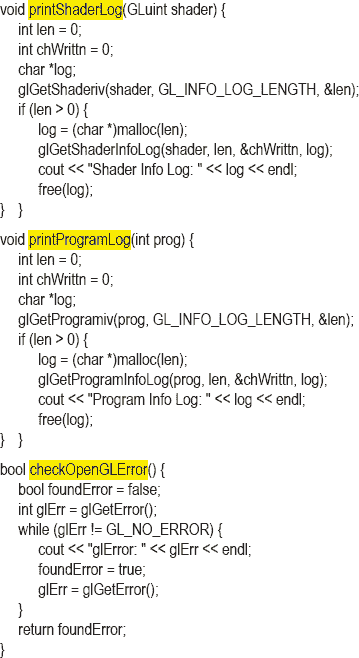 void printShaderLog(GLuint shader) {
int len = 0;
int chWrittn = 0;
char *log;
glGetShaderiv(shader, GL_INFO_LOG_LENGTH, &len);
if (len > 0) {
log = (char *)malloc(len);
glGetShaderInfoLog(shader, len, &chWrittn, log);
cout << "Shader Info Log: " << log << endl;
free(log);
} }
void printProgramLog(int prog) {
int len = 0;
int chWrittn = 0;
char *log;
glGetProgramiv(prog, GL_INFO_LOG_LENGTH, &len);
if (len > 0) {
log = (char *)malloc(len);
glGetProgramInfoLog(prog, len, &chWrittn, log);
cout << "Program Info Log: " << log << endl;
free(log);
} }
bool checkOpenGLError() {
bool foundError = false;
int glErr = glGetError();
while (glErr != GL_NO_ERROR) {
cout << "glError: " << glErr << endl;
foundError = true;
glErr = glGetError();
}
return foundError;
}